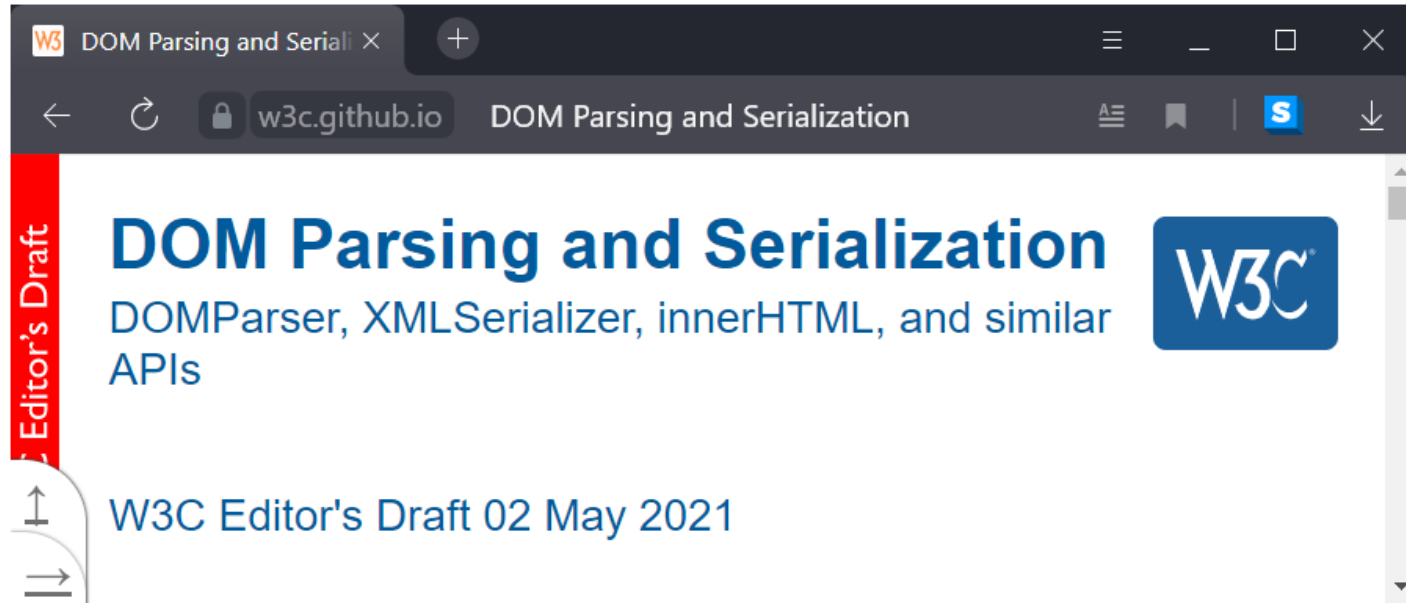 W3 DOM Parsing and Seriali
w3c.github.io DOM Parsing and Serialization S
Editor's Draft
DOM Parsing and Serialization
W3C
DOMParser, XMLSerializer, innerHTML, and similar
APIs
W3C Editor's Draft 02 May 2021